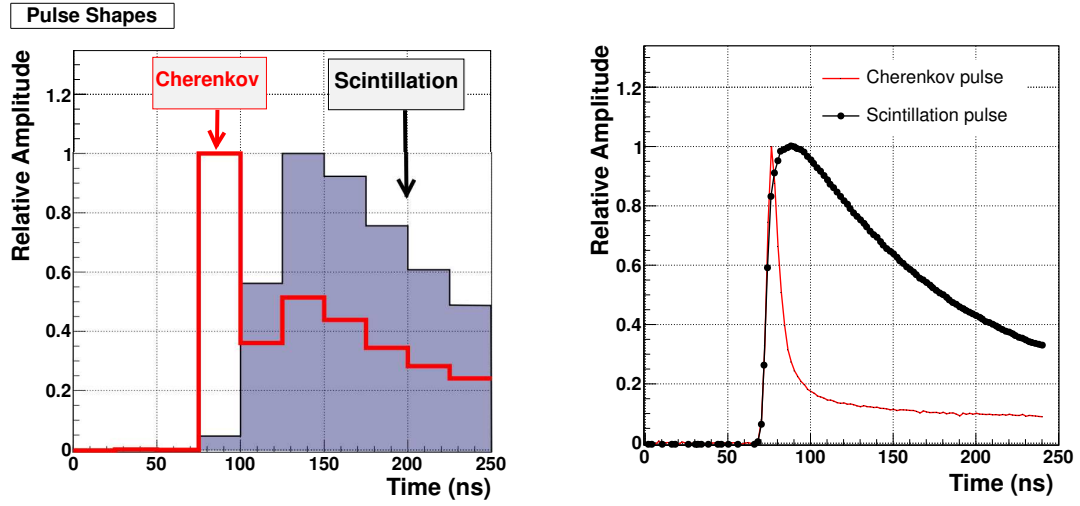 Pulse Shapes
Relative Amplitude
1.2
1
0.8
0.6
0.4
0.2
0
Cherenkov
Scintillation
0 50 100 150 200 250
Time (ns)
Relative Amplitude
1.2
1
0.8
0.6
0.4
0.2
0
Cherenkov pulse
Scintillation pulse
0 50 100 150 200 250
Time (ns)